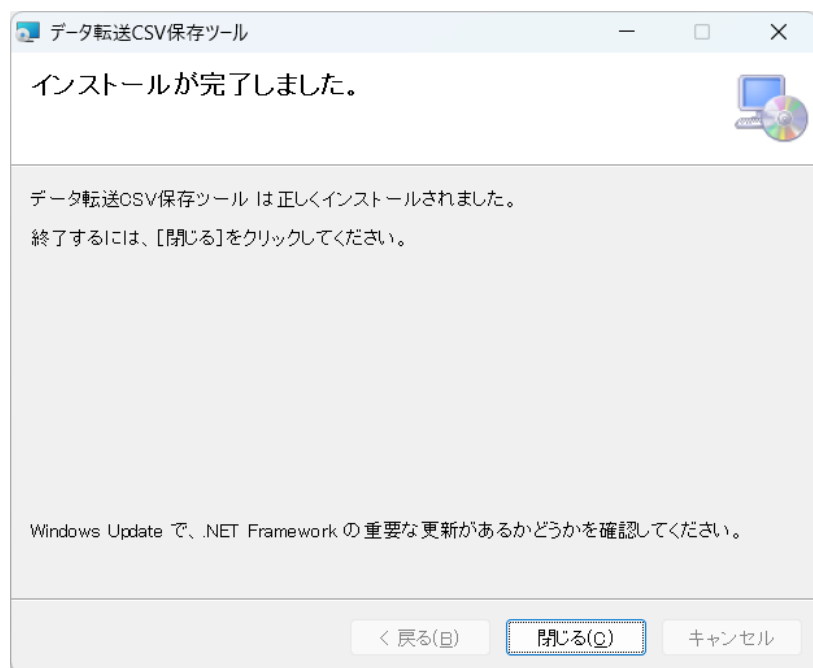 データ転送CSV保存ツール
インストールが完了しました。
データ転送CSV保存ツール は正しくインストールされました。
終了するには、[閉じる]をクリックしてください。
Windows Update で、.NET Framework の重要な更新があるかどうかを確認してください。
< 戻る(B)
閉じる(C)
キャンセル